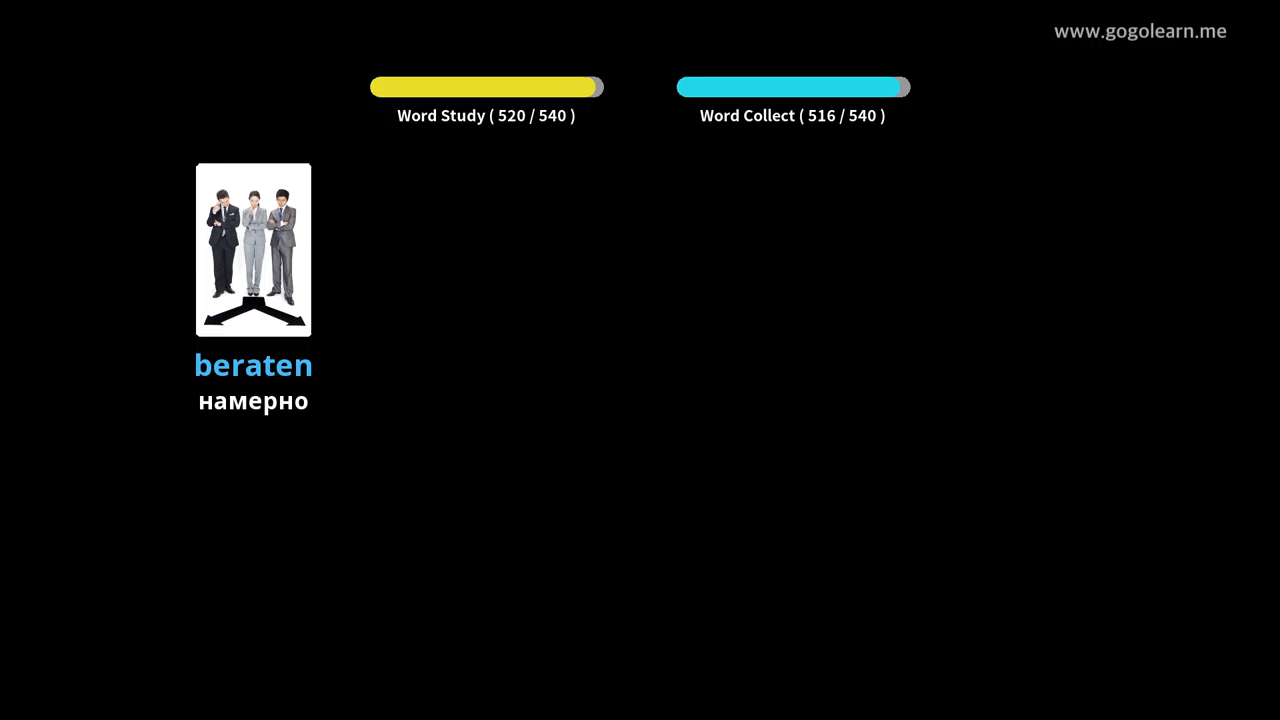 www.gogolearn.me
Word Study ( 520 / 540 )
Word Collect ( 516 / 540 )
beraten
намерно